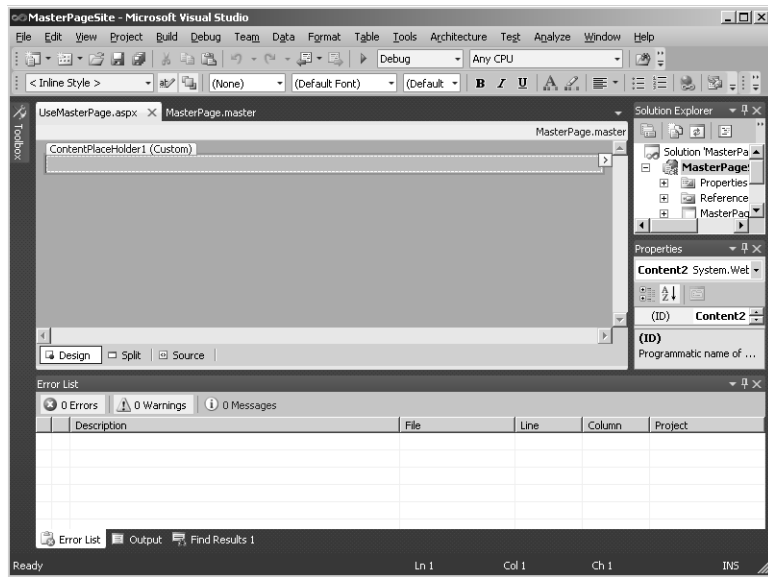 MasterPageSite - Microsoft Visual Studio
File Edit View Project Build Debug Team Data Format Table Tools Architecture Test Analyze Window Help
Debug Any CPU
< Inline Style > (None) (Default Font) (Default B I U A
Toolbox
UseMasterPage.aspx MasterPage.master
MasterPage.master
ContentPlaceHolder1 (Custom)
Design Split Source
Solution Explorer
Solution 'MasterPa
MasterPage
Properties
Reference
MasterPag
Properties
Content2 System.Web
(ID) Content2
(ID)
Programmatic name of ...
Error List
0 Errors 0 Warnings 0 Messages
Description File Line Column Project
Error List Output Find Results 1
Ready Ln 1 Col 1 Ch 1 INS